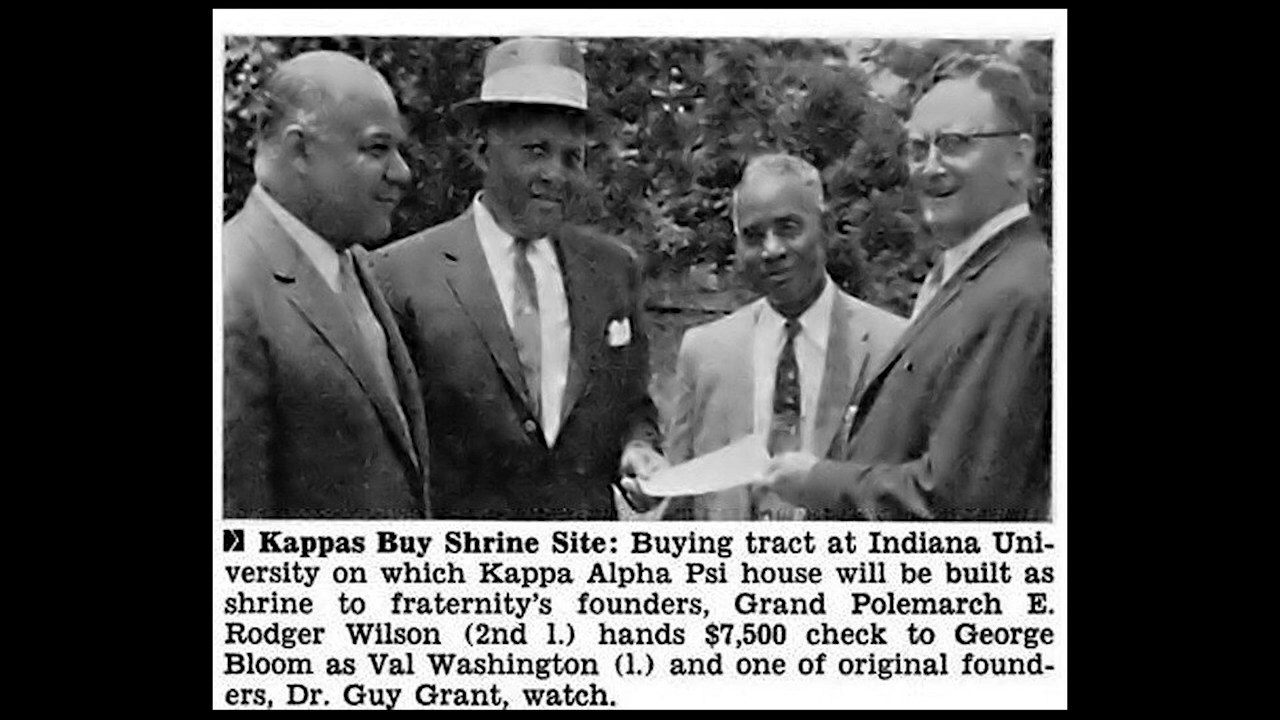 Kappas Buy Shrine Site: Buying tract at Indiana Uni-
versity on which Kappa Alpha Psi house will be built as
shrine to fraternity's founders, Grand Polemarch E.
Rodger Wilson (2nd l.) hands $7,500 check to George
Bloom as Val Washington (l.) and one of original found-
ers, Dr. Guy Grant, watch.